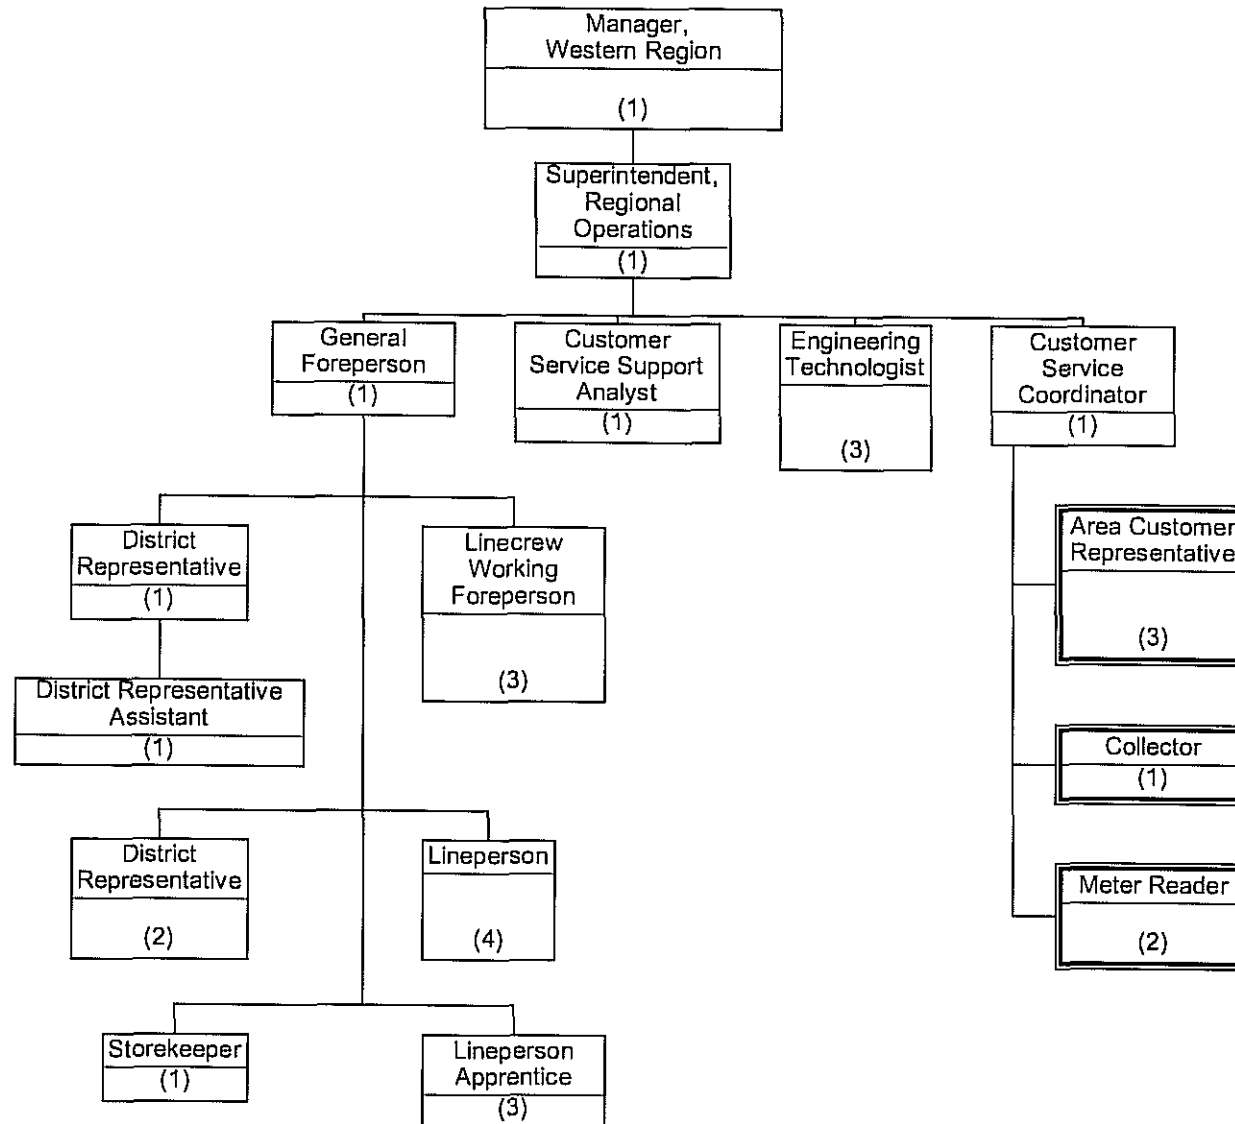 Manager,
Western Region
(1)
Superintendent,
Regional
Operations
(1)
General
Foreperson
(1)
Customer
Service Support
Analyst
(1)
Engineering
Technologist
(3)
Customer
Service
Coordinator
(1)
District
Representative
(1)
Linecrew
Working
Foreperson
(3)
Area Customer
Representative
(3)
District Representative
Assistant
(1)
Collector
(1)
District
Representative
(2)
Lineperson
(4)
Meter Reader
(2)
Storekeeper
(1)
Lineperson
Apprentice
(3)